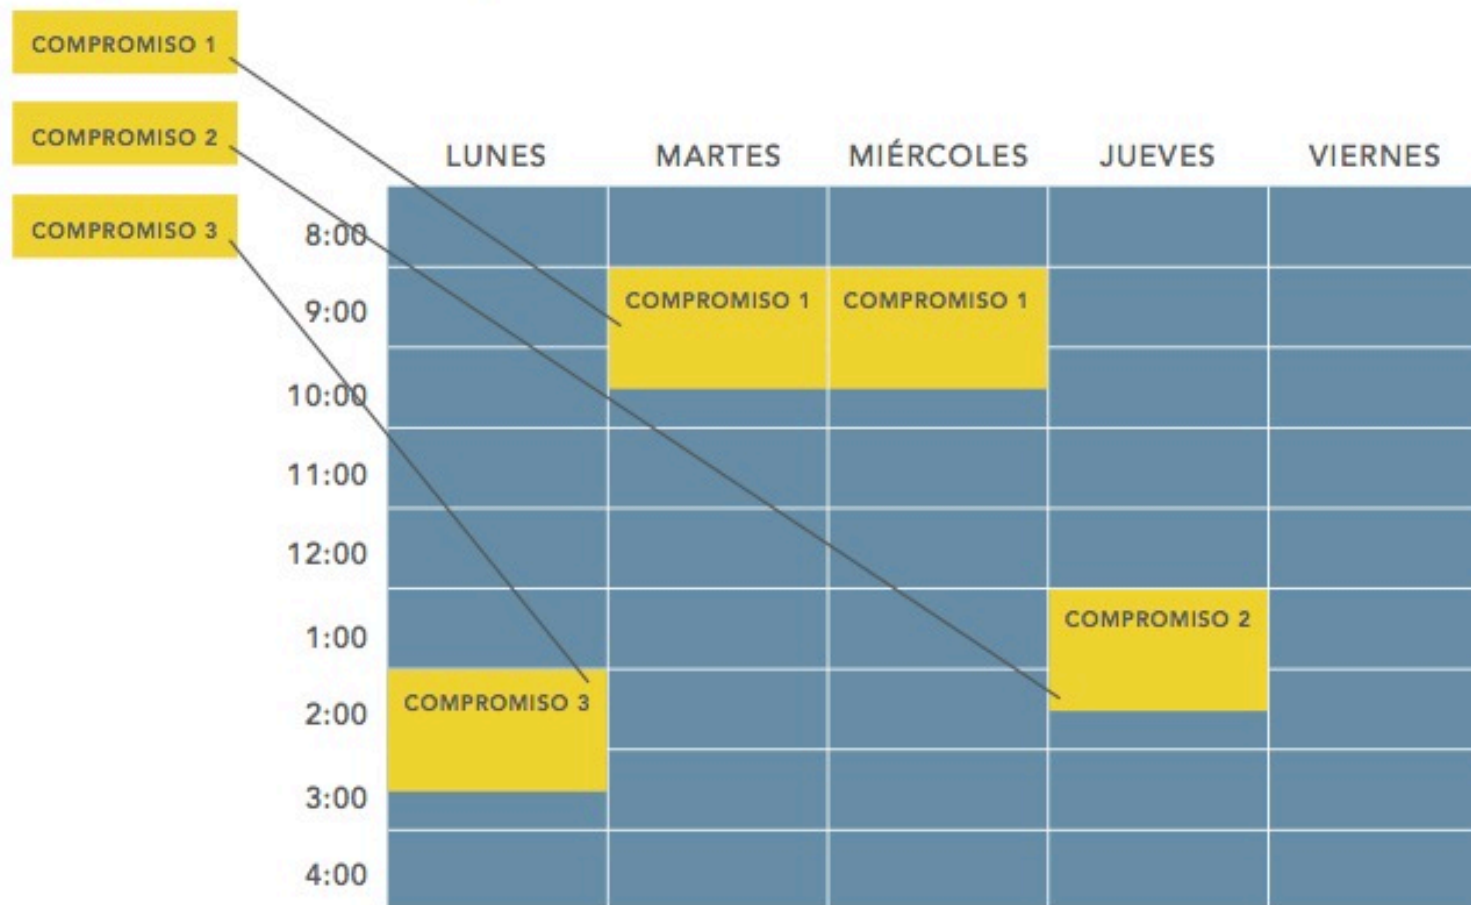 COMPROMISO 1
COMPROMISO 2
COMPROMISO 3
LUNES MARTES MIÉRCOLES JUEVES VIERNES
8:00
9:00 COMPROMISO 1 COMPROMISO 1
10:00
11:00
12:00
1:00 COMPROMISO 2
2:00 COMPROMISO 3
3:00
4:00